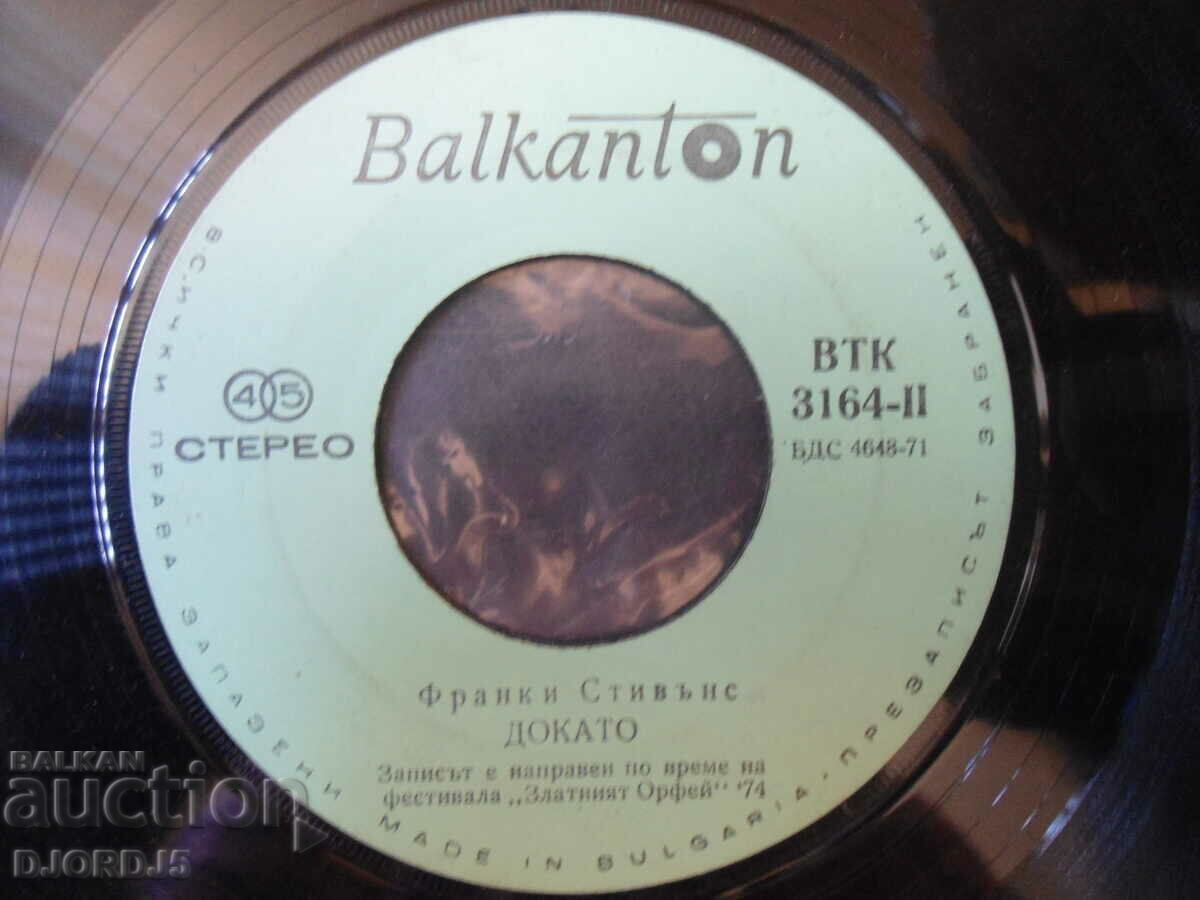 Balkanton
45
СТЕРЕО
ВТК
3164-II
БДС 4648-71
Франки Стивънс
ДОКАТО
Записът е направен по време на
фестивала „Златният Орфей“ '74
ВСИЧКИ ПРАВА ЗАПАЗЕНИ MADE IN BULGARIA · ПРЕЗАПИСЪТ ЗАБРАНЕН
BALKAN
auction
DJORDJ5